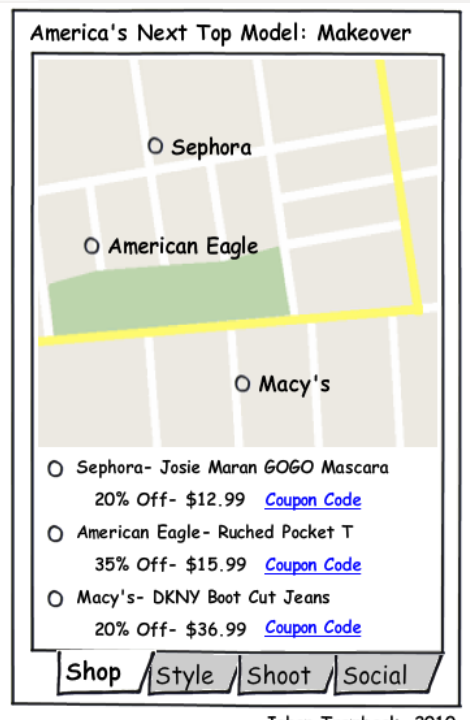 America's Next Top Model: Makeover
Sephora
American Eagle
Macy's
Sephora- Josie Maran GOGO Mascara
20% Off- $12.99 Coupon Code
American Eagle- Ruched Pocket T
35% Off- $15.99 Coupon Code
Macy's- DKNY Boot Cut Jeans
20% Off- $36.99 Coupon Code
Shop Style Shoot Social